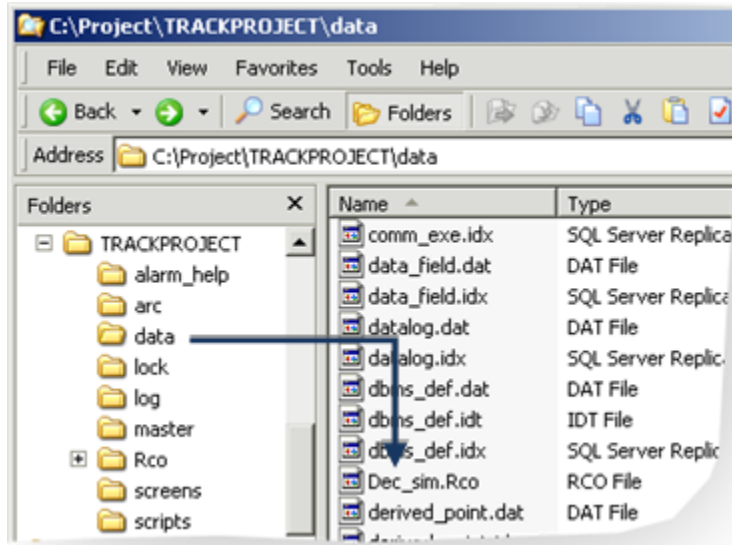 C:\Project\TRACKPROJECT\data
File Edit View Favorites Tools Help
Back Search Folders
Address C:\Project\TRACKPROJECT\data
Folders X
TRACKPROJECT
alarm_help
arc
data
lock
log
master
Rco
screens
scripts
Name Type
comm_exe.idx SQL Server Replica
data_field.dat DAT File
data_field.idx SQL Server Replica
datalog.dat DAT File
datalog.idx SQL Server Replic
dbms_def.dat DAT File
dbms_def.idt IDT File
dbms_def.idx SQL Server Replic
Dec_sim.Rco RCO File
derived_point.dat DAT File